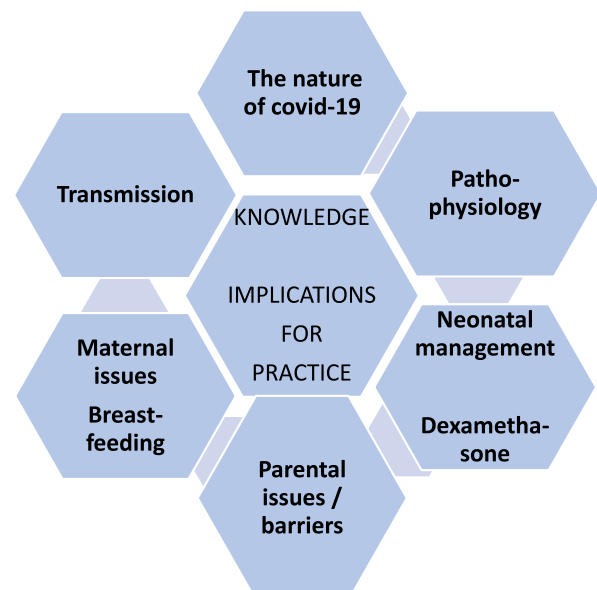 The nature
of covid-19
Patho-
physiology
Neonatal
management
Dexametha-
sone
Parental
issues /
barriers
Maternal
issues
Breast-
feeding
Transmission
KNOWLEDGE
IMPLICATIONS
FOR
PRACTICE